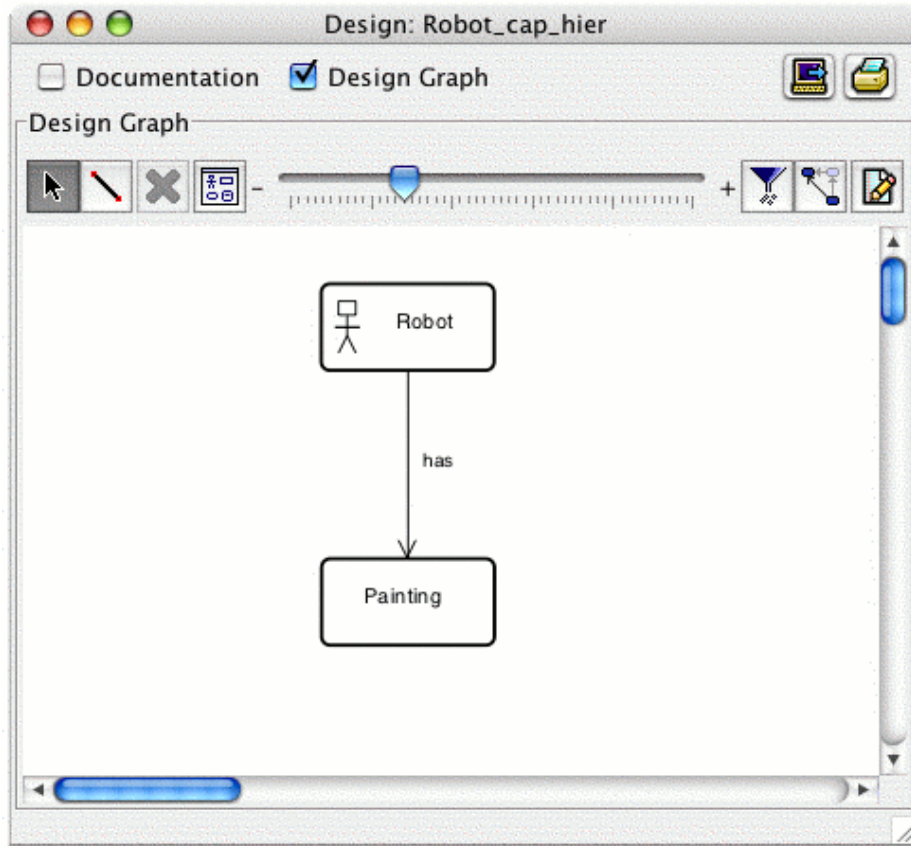 Design: Robot_cap_hier
Documentation
Design Graph
Design Graph
- +
Robot
has
Painting